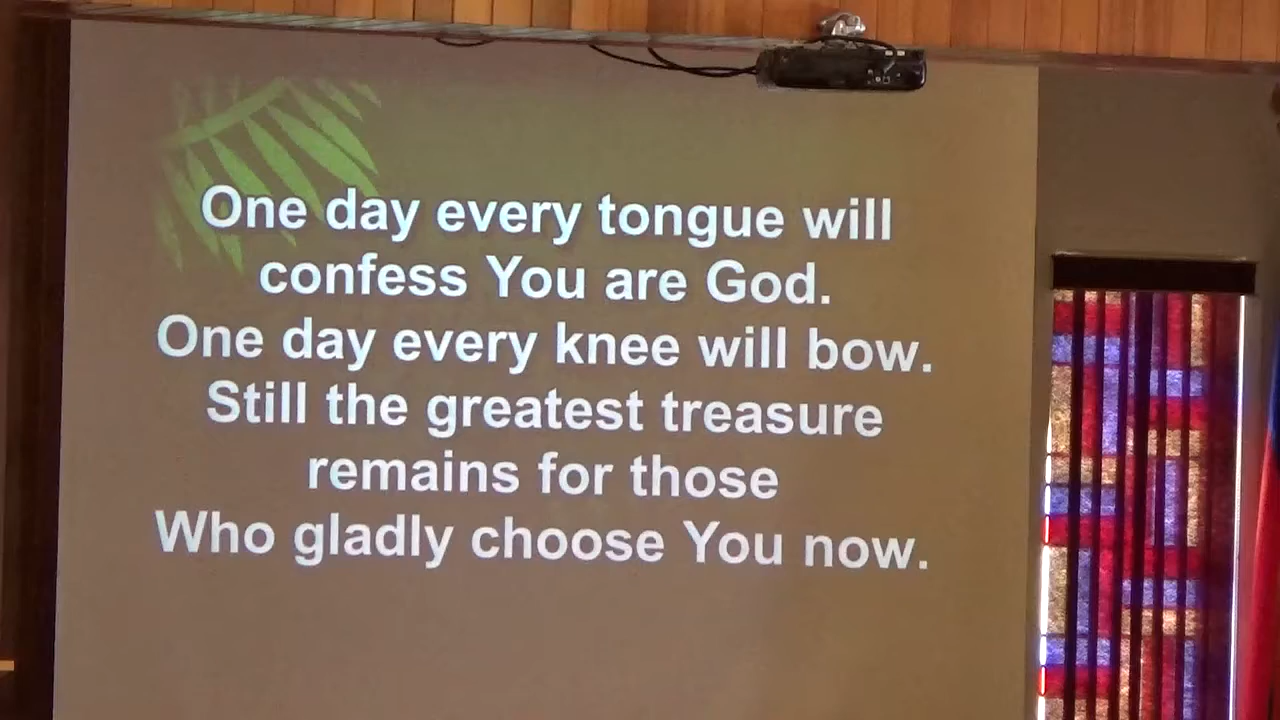 One day every tongue will
confess You are God.
One day every knee will bow.
Still the greatest treasure
remains for those
Who gladly choose You now.